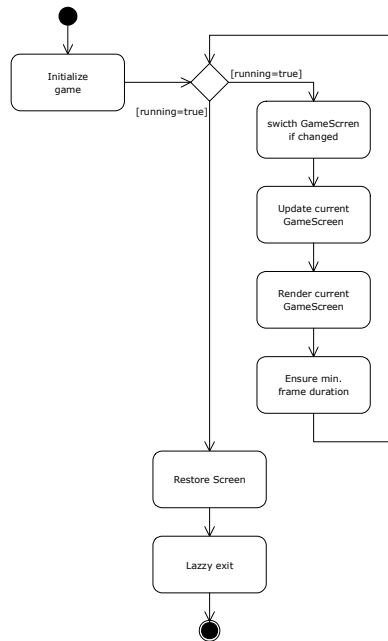 Initialize
game
[running=true]
[running=true]
swicth GameScrren
if changed
Update current
GameScreen
Render current
GameScreen
Ensure min.
frame duration
Restore Screen
Lazzy exit